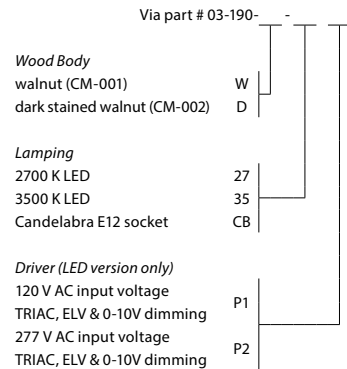 Via part # 03-190- -
Wood Body
walnut (CM-001) W
dark stained walnut (CM-002) D
Lamping
2700 K LED 27
3500 K LED 35
Candelabra E12 socket CB
Driver (LED version only)
120 V AC input voltage
TRIAC, ELV & 0-10V dimming
P1
277 V AC input voltage
TRIAC, ELV & 0-10V dimming
P2